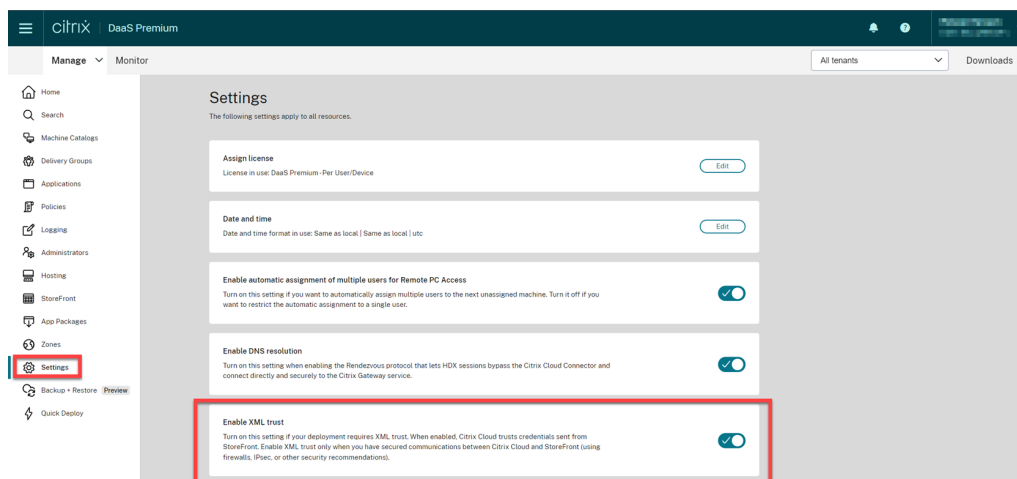 citrix | DaaS Premium
Manage Monitor All tenants Downloads
Home
Search
Machine Catalogs
Delivery Groups
Applications
Policies
Logging
Administrators
Hosting
StoreFront
App Packages
Zones
Settings
Backup + Restore Preview
Quick Deploy
Settings
The following settings apply to all resources.
Assign license
License in use: DaaS Premium - Per User/Device
Edit
Date and time
Date and time format in use: Same as local | Same as local | utc
Edit
Enable automatic assignment of multiple users for Remote PC Access
Turn on this setting if you want to automatically assign multiple users to the next unassigned machine. Turn it off if you
want to restrict the automatic assignment to a single user.
Enable DNS resolution
Turn on this setting when enabling the Rendezvous protocol that lets HDX sessions bypass the Citrix Cloud Connector and
connect directly and securely to the Citrix Gateway service.
Enable XML trust
Turn on this setting if your deployment requires XML trust. When enabled, Citrix Cloud trusts credentials sent from
StoreFront. Enable XML trust only when you have secured communications between Citrix Cloud and StoreFront (using
firewalls, IPsec, or other security recommendations).